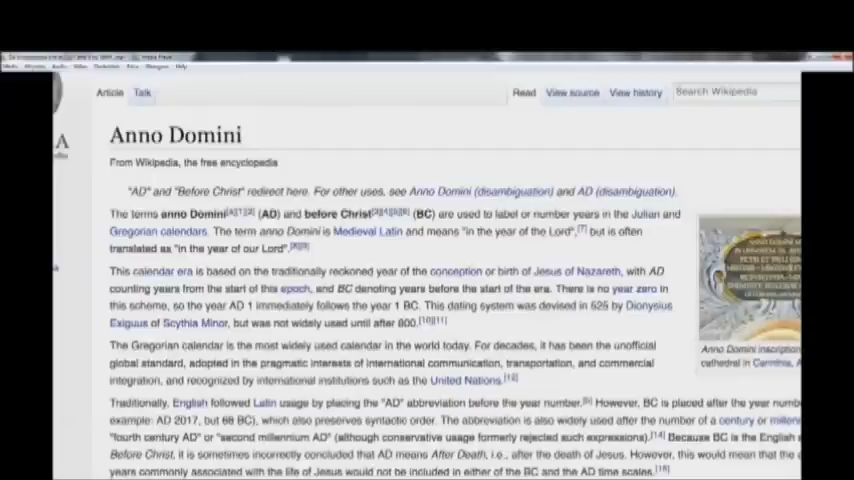 Article Talk Read View source View history Search Wikipedia
Anno Domini
From Wikipedia, the free encyclopedia
"AD" and "Before Christ" redirect here. For other uses, see Anno Domini (disambiguation) and AD (disambiguation).
The terms anno Domini (AD) and before Christ (BC) are used to label or number years in the Julian and
Gregorian calendars. The term anno Domini is Medieval Latin and means "in the year of the Lord",[7] but is often
translated as "in the year of our Lord".
This calendar era is based on the traditionally reckoned year of the conception or birth of Jesus of Nazareth, with AD
counting years from the start of this epoch, and BC denoting years before the start of the era. There is no year zero in
this scheme, so the year AD 1 immediately follows the year 1 BC. This dating system was devised in 525 by Dionysius
Exiguus of Scythia Minor, but was not widely used until after 800.[10][11]
The Gregorian calendar is the most widely used calendar in the world today. For decades, it has been the unofficial
global standard, adopted in the pragmatic interests of international communication, transportation, and commercial
integration, and recognized by international institutions such as the United Nations.[12]
Traditionally, English followed Latin usage by placing the "AD" abbreviation before the year number. However, BC is placed after the year numb
example: AD 2017, but 68 BC), which also preserves syntactic order. The abbreviation is also widely used after the number of a century or millenn
"fourth century AD" or "second millennium AD" (although conservative usage formerly rejected such expressions).[14] Because BC is the English
Before Christ, it is sometimes incorrectly concluded that AD means After Death, i.e., after the death of Jesus. However, this would mean that the
years commonly associated with the life of Jesus would not be included in either of the BC and the AD time scales.
Anno Domini inscription
cathedral in Carinthia, A